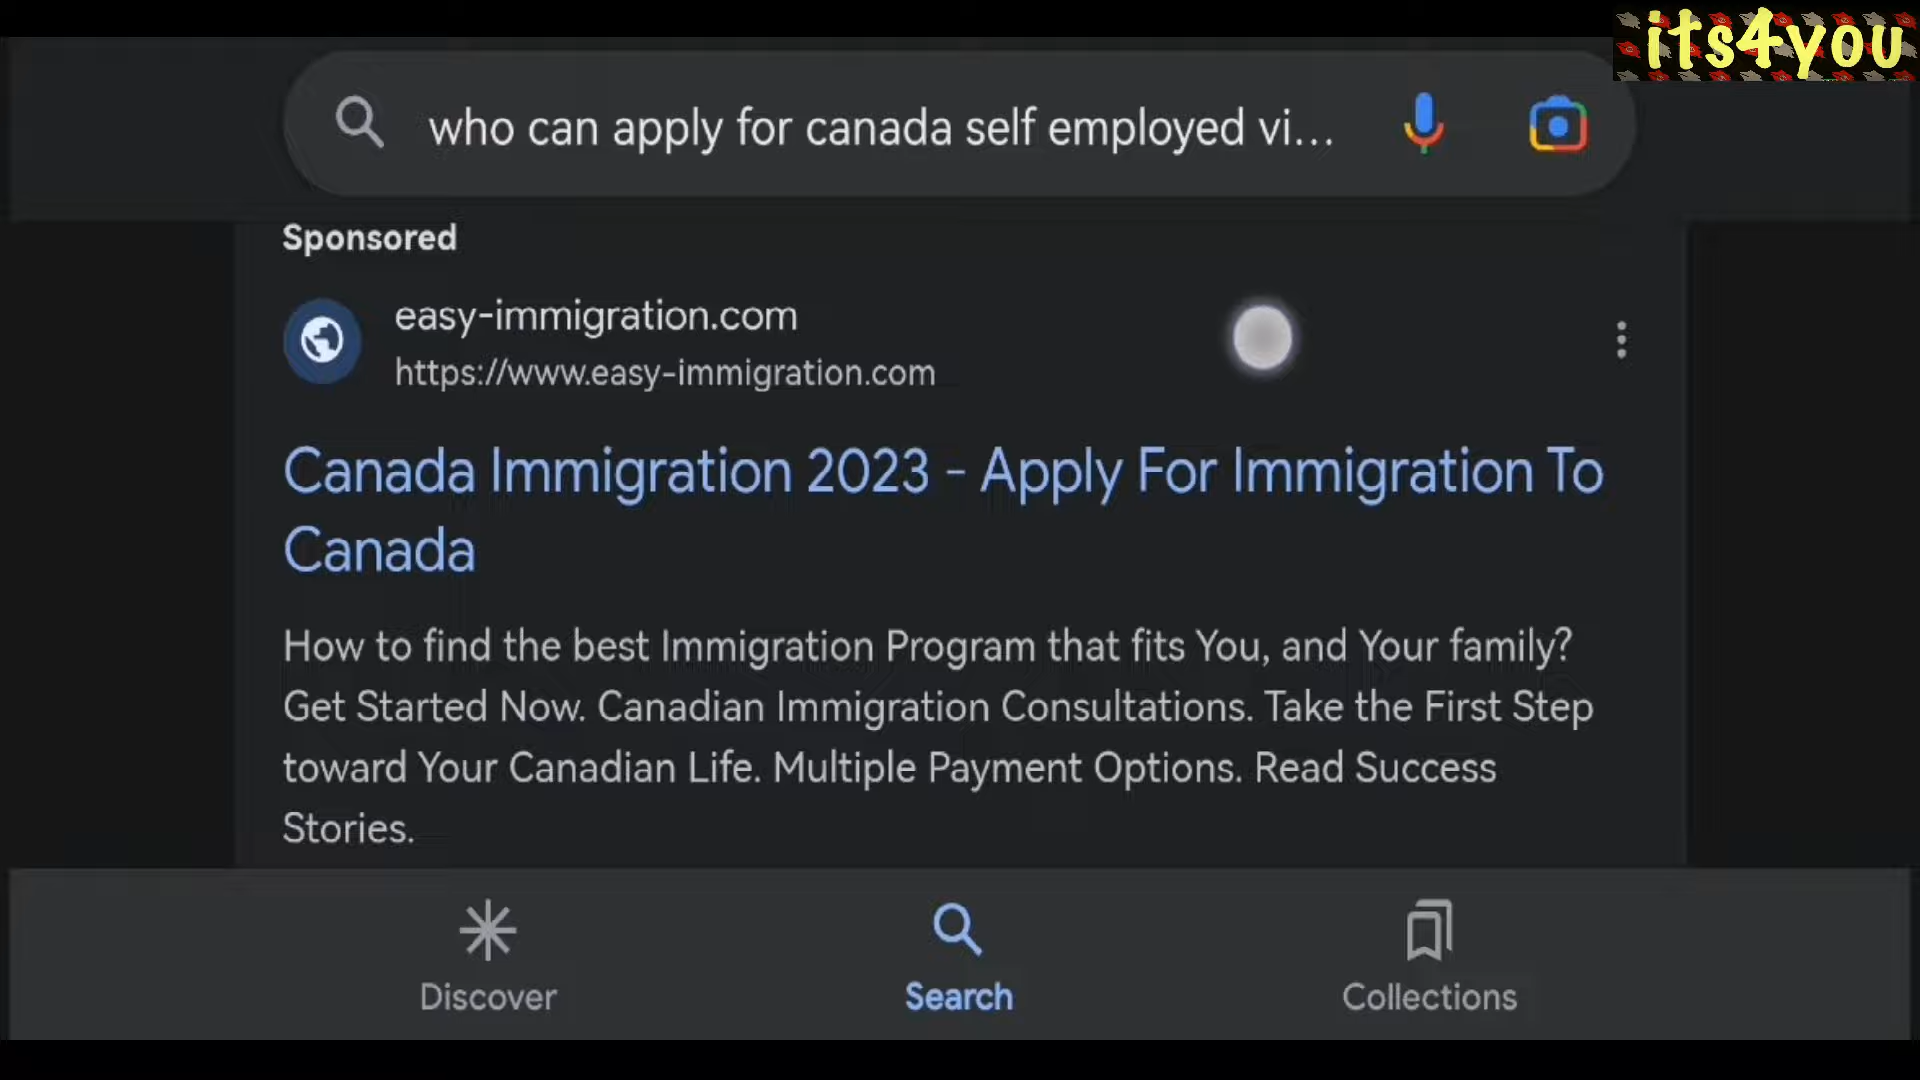 its4you
who can apply for canada self employed vi...
Sponsored
easy-immigration.com
https://www.easy-immigration.com
Canada Immigration 2023 - Apply For Immigration To
Canada
How to find the best Immigration Program that fits You, and Your family?
Get Started Now. Canadian Immigration Consultations. Take the First Step
toward Your Canadian Life. Multiple Payment Options. Read Success
Stories.
Discover
Search
Collections